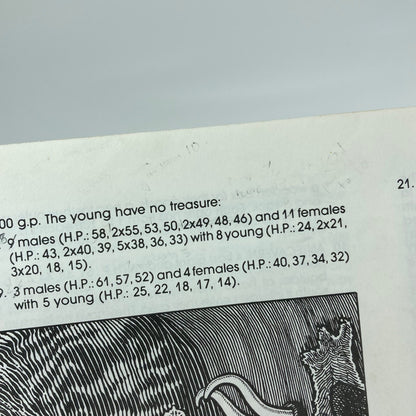 00 g.p. The young have no treasure:
9 males (H.P.: 58, 2x55, 53, 50, 2x49, 48, 46) and 11 females
(H.P.: 43, 2x40, 39, 5x38, 36, 33) with 8 young (H.P.: 24, 2x21,
3x20, 18, 15).
9. 3 males (H.P.: 61, 57, 52) and 4 females (H.P.: 40, 37, 34, 32)
with 5 young (H.P.: 25, 22, 18, 17, 14).
21.